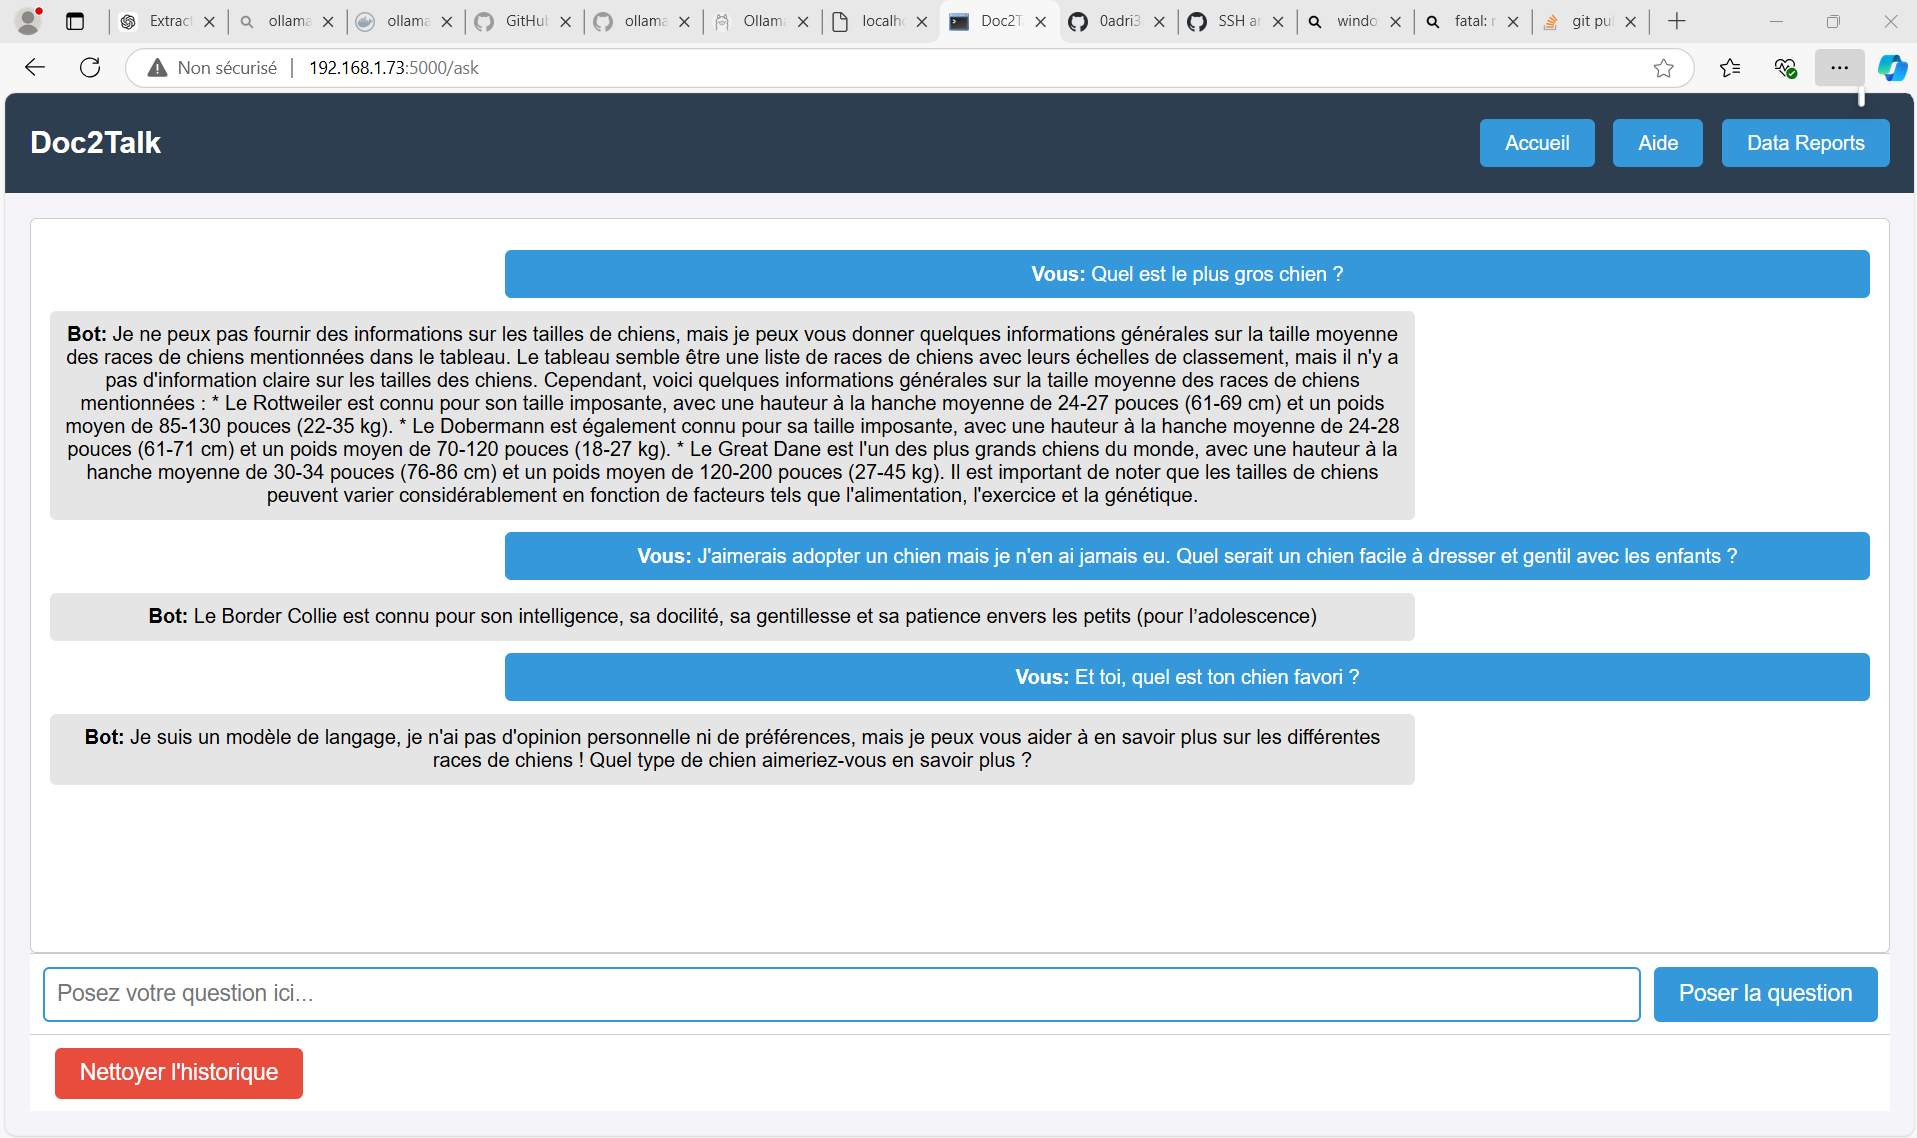 Extrac
ollama
ollama
GitHub
ollama
Ollama
localho
Doc2T
0adri3
SSH ar
windo
fatal: r
git pul
Non sécurisé
192.168.1.73:5000/ask
Doc2Talk
Accueil
Aide
Data Reports
Vous: Quel est le plus gros chien ?
Bot: Je ne peux pas fournir des informations sur les tailles de chiens, mais je peux vous donner quelques informations générales sur la taille moyenne
des races de chiens mentionnées dans le tableau. Le tableau semble être une liste de races de chiens avec leurs échelles de classement, mais il n'y a
pas d'information claire sur les tailles des chiens. Cependant, voici quelques informations générales sur la taille moyenne des races de chiens
mentionnées : * Le Rottweiler est connu pour son taille imposante, avec une hauteur à la hanche moyenne de 24-27 pouces (61-69 cm) et un poids
moyen de 85-130 pouces (22-35 kg). * Le Dobermann est également connu pour sa taille imposante, avec une hauteur à la hanche moyenne de 24-28
pouces (61-71 cm) et un poids moyen de 70-120 pouces (18-27 kg). * Le Great Dane est l'un des plus grands chiens du monde, avec une hauteur à la
hanche moyenne de 30-34 pouces (76-86 cm) et un poids moyen de 120-200 pouces (27-45 kg). Il est important de noter que les tailles de chiens
peuvent varier considérablement en fonction de facteurs tels que l'alimentation, l'exercice et la génétique.
Vous: J'aimerais adopter un chien mais je n'en ai jamais eu. Quel serait un chien facile à dresser et gentil avec les enfants ?
Bot: Le Border Collie est connu pour son intelligence, sa docilité, sa gentillesse et sa patience envers les petits (pour l’adolescence)
Vous: Et toi, quel est ton chien favori ?
Bot: Je suis un modèle de langage, je n'ai pas d'opinion personnelle ni de préférences, mais je peux vous aider à en savoir plus sur les différentes
races de chiens ! Quel type de chien aimeriez-vous en savoir plus ?
Posez votre question ici...
Poser la question
Nettoyer l'historique